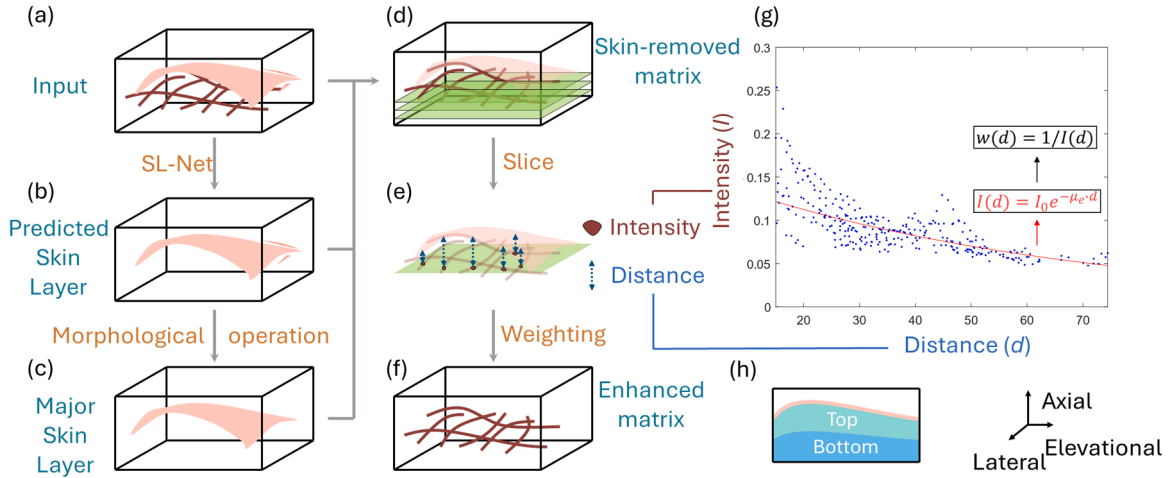 (a)
Input
SL-Net
(b)
Predicted
Skin
Layer
Morphological operation
(c)
Major
Skin
Layer
(d)
Skin-removed
matrix
Slice
(e)
Intensity
Distance
Weighting
(f)
Enhanced
matrix
(g)
0.3
0.25
0.2
0.15
0.1
0.05
0
Intensity (I)
w(d) = 1/I(d)
I(d) = I₀e^{-μₑ·d}
20
30
40
50
60
70
Distance (d)
(h)
Top
Bottom
Axial
Elevational
Lateral